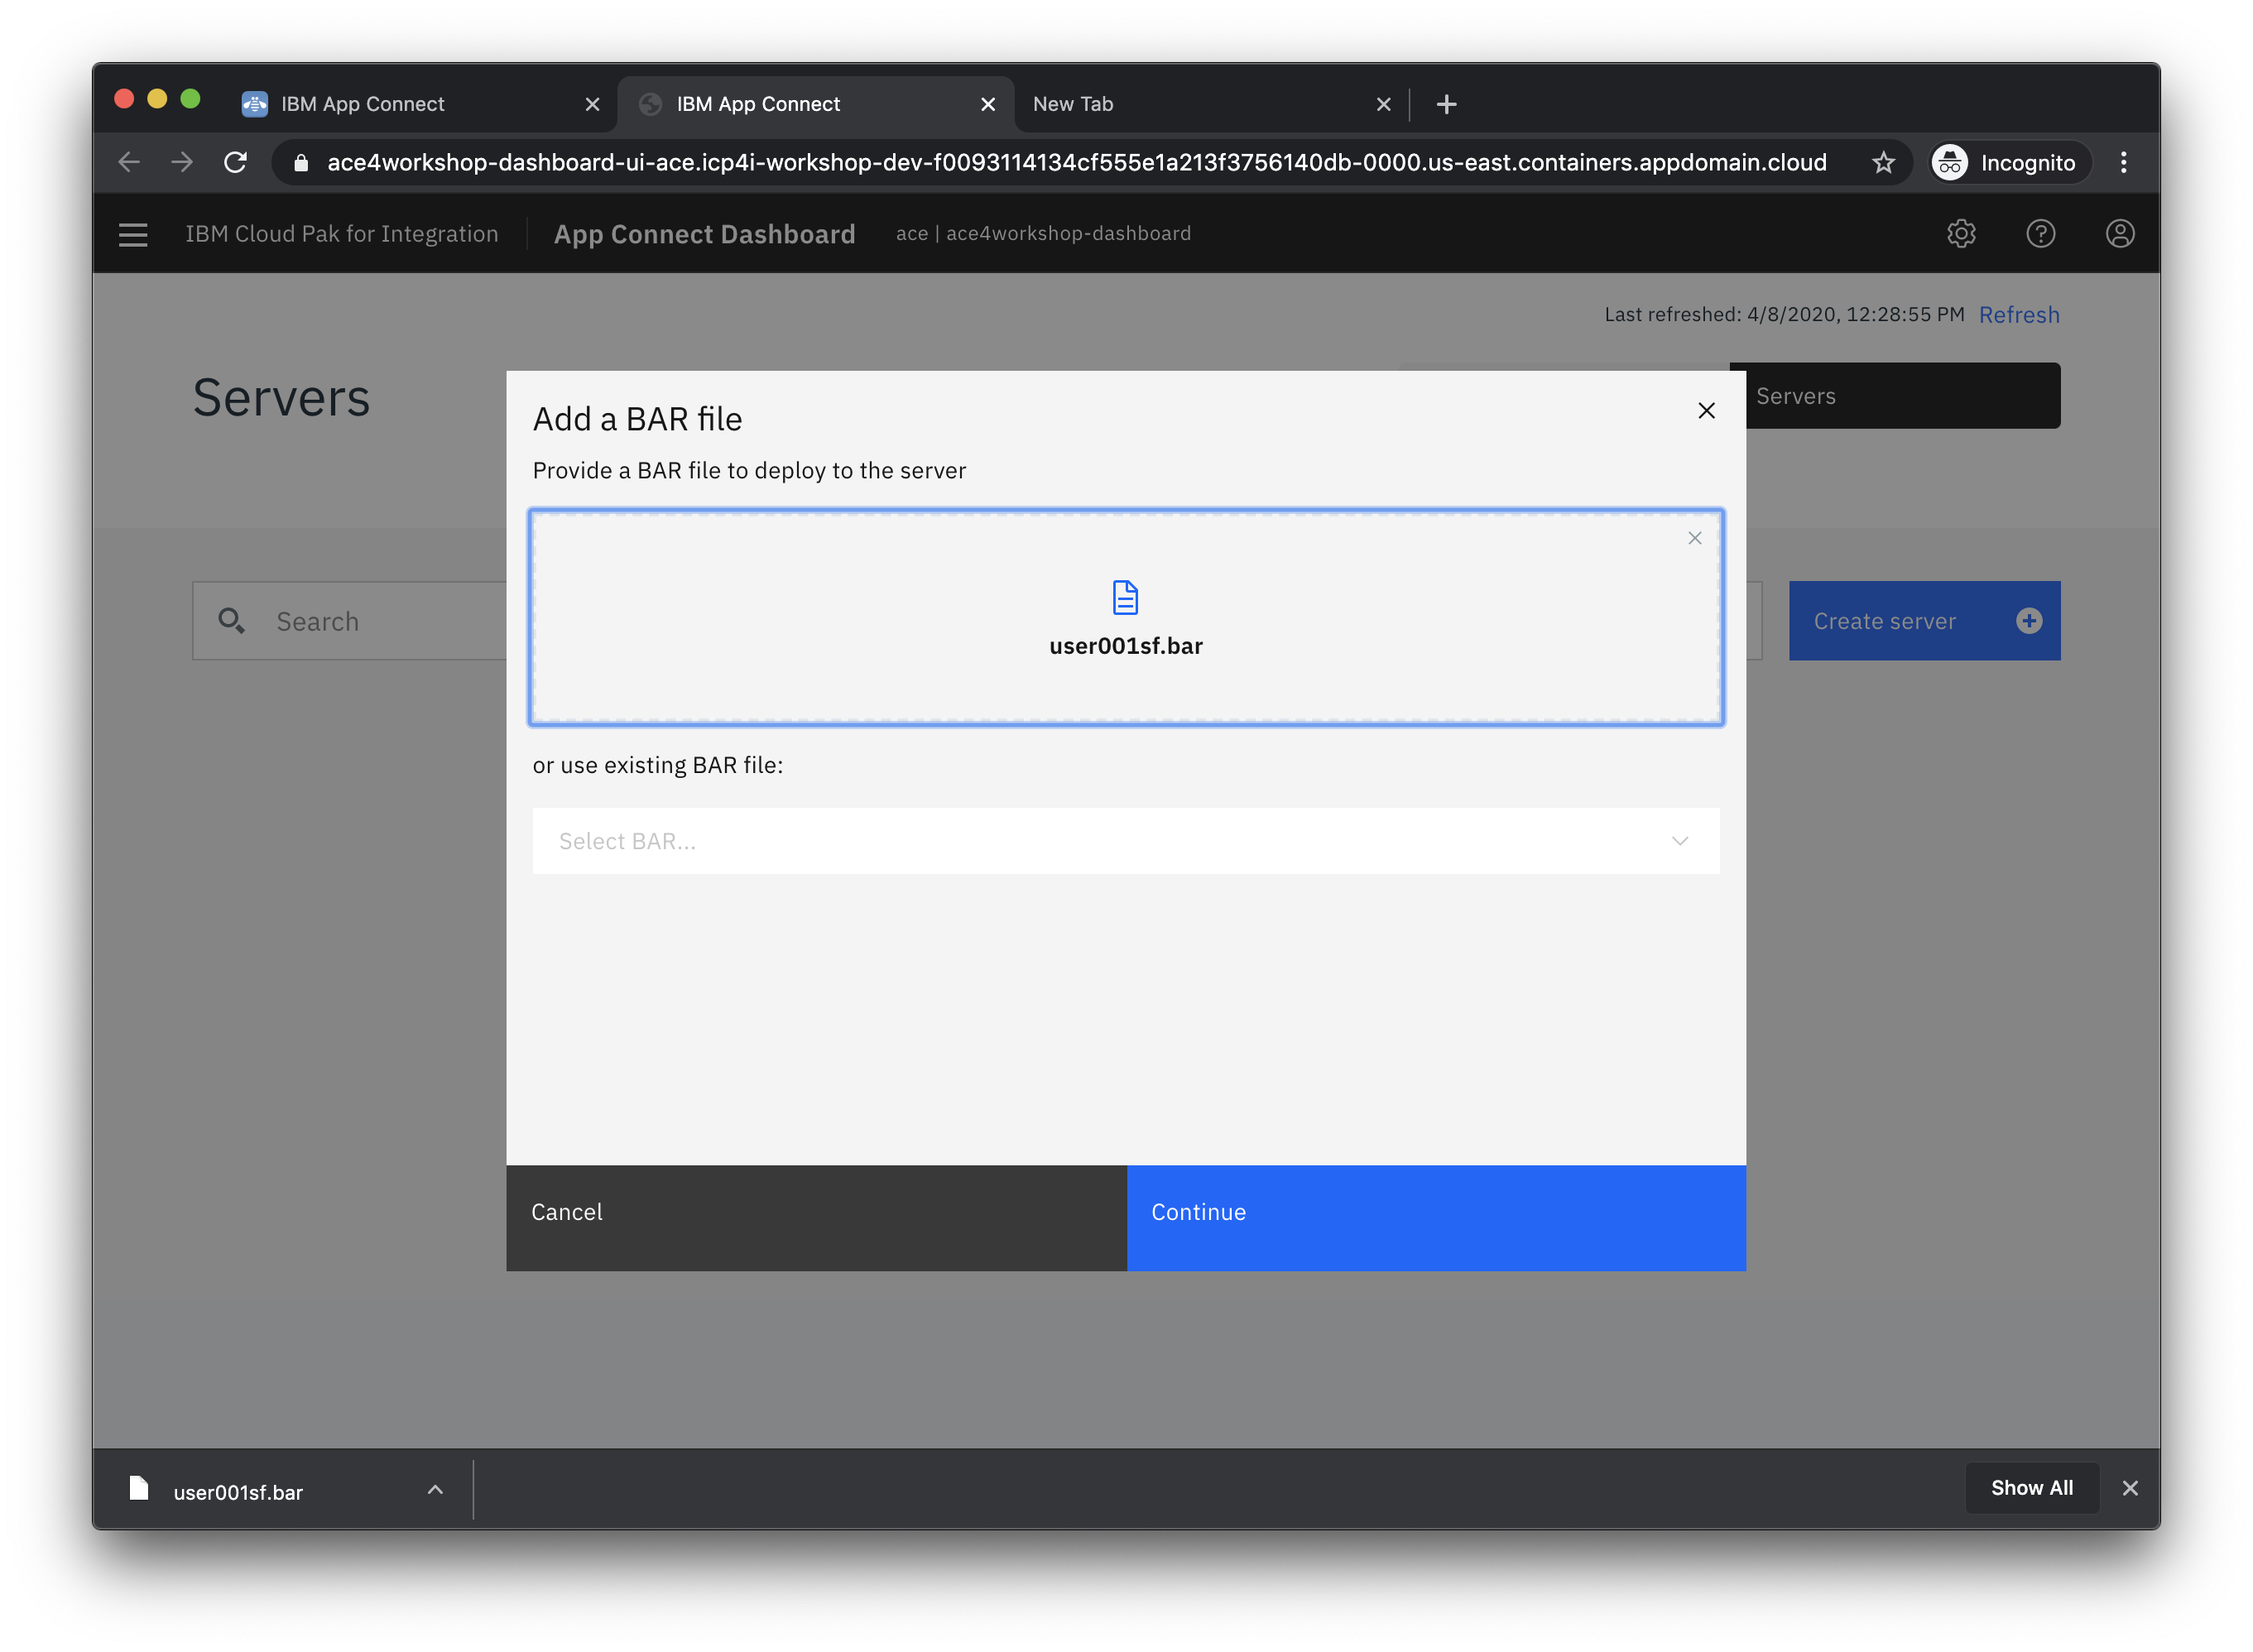 IBM App Connect
IBM App Connect
New Tab
ace4workshop-dashboard-ui-ace.icp4i-workshop-dev-f0093114134cf555e1a213f3756140db-0000.us-east.containers.appdomain.cloud
Incognito
IBM Cloud Pak for Integration
App Connect Dashboard
ace | ace4workshop-dashboard
Last refreshed: 4/8/2020, 12:28:55 PM Refresh
Servers
Servers
Add a BAR file
Provide a BAR file to deploy to the server
user001sf.bar
Search
Create server
or use existing BAR file:
Select BAR...
Cancel
Continue
user001sf.bar
Show All